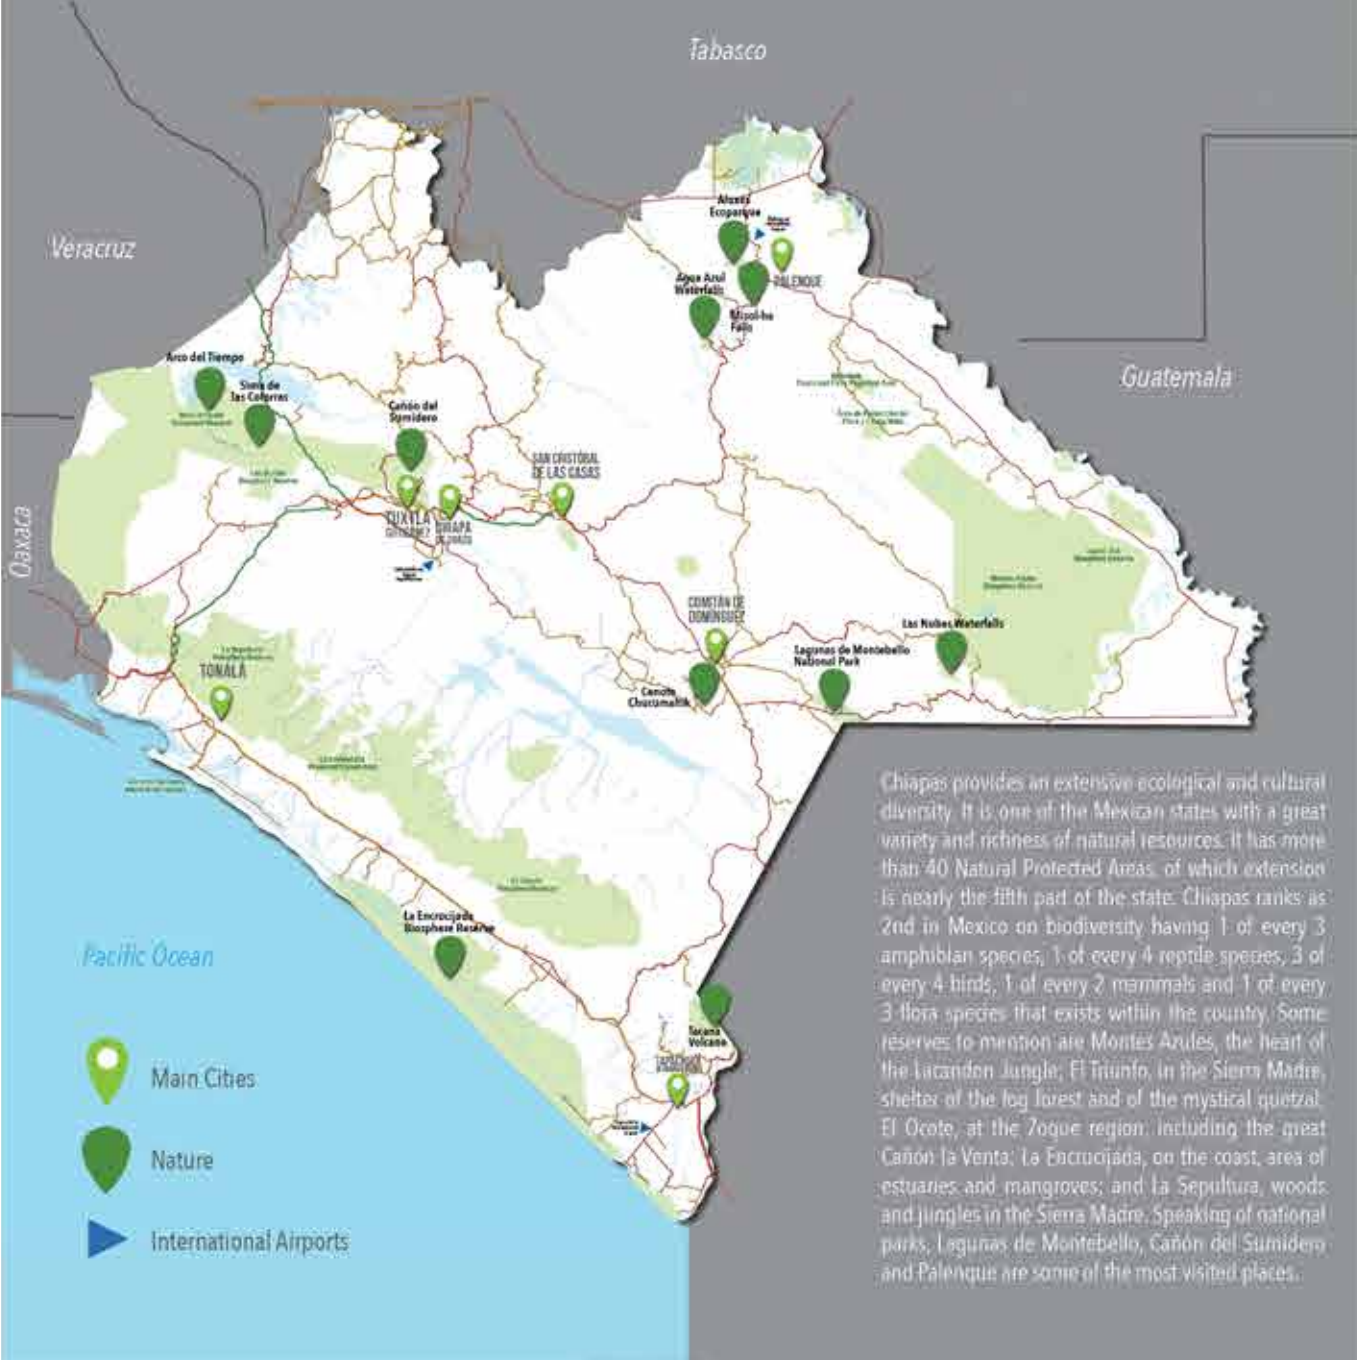 Tabasco
Veracruz
Aluxes
Ecoparque
PALENQUE
Agua Azul
Waterfalls
Misol-ha
Falls
Arco del Tiempo
Sima de
las Cotorras
Guatemala
Cañón del
Sumidero
SAN CRISTÓBAL
DE LAS CASAS
Oaxaca
TUXTLA
CHIAPA
COMITÁN DE
DOMÍNGUEZ
Las Nubes Waterfalls
Lagunas de Montebello
National Park
TONALÁ
Cenote
Chucumaltik
La Encrucijada
Biosphere Reserve
Pacific Ocean
Tacana
Volcano
Main Cities
Nature
International Airports
Chiapas provides an extensive ecological and cultural
diversity. It is one of the Mexican states with a great
variety and richness of natural resources. It has more
than 40 Natural Protected Areas, of which extension
is nearly the fifth part of the state. Chiapas ranks as
2nd in Mexico on biodiversity having 1 of every 3
amphibian species, 1 of every 4 reptile species, 3 of
every 4 birds, 1 of every 2 mammals and 1 of every
3 flora species that exists within the country. Some
reserves to mention are Montes Azules, the heart of
the Lacandon Jungle; El Triunfo, in the Sierra Madre,
shelter of the fog forest and of the mystical quetzal;
El Ocote, at the Zoque region, including the great
Cañón la Venta; La Encrucijada, on the coast, area of
estuaries and mangroves; and La Sepultura, woods
and jungles in the Sierra Madre. Speaking of national
parks, Lagunas de Montebello, Cañón del Sumidero
and Palenque are some of the most visited places.